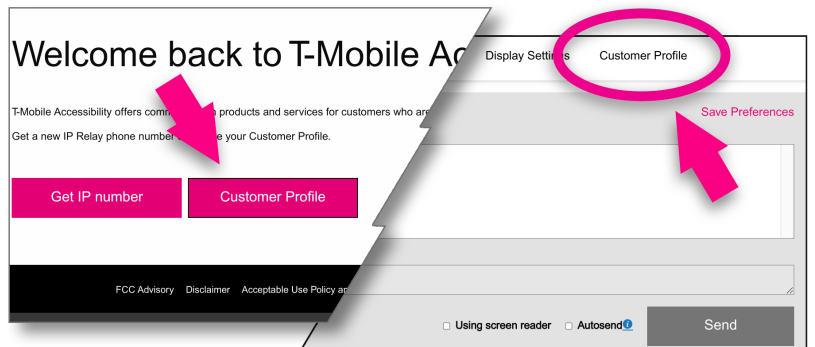 Welcome back to T-Mobile Ac
T-Mobile Accessibility offers comm products and services for customers who are
Get a new IP Relay phone number your Customer Profile.
Get IP number
Customer Profile
FCC Advisory Disclaimer Acceptable Use Policy an
Display Settings Customer Profile
Save Preferences
Using screen reader Autosend
Send